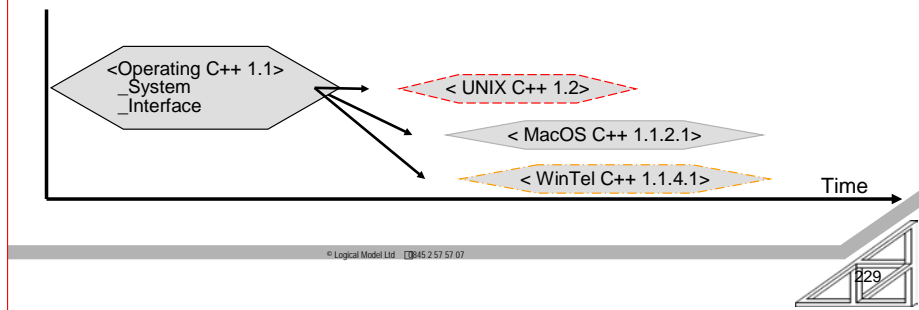 <Operating C++ 1.1>
_System
_Interface
< UNIX C++ 1.2>
< MacOS C++ 1.1.2.1>
< WinTel C++ 1.1.4.1>
Time
© Logical Model Ltd 0845 2 57 57 07
229